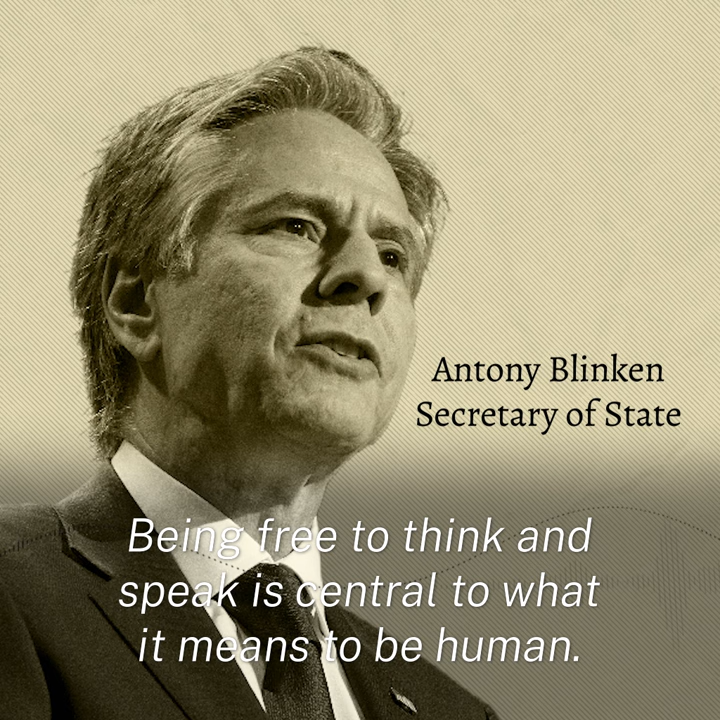 Antony Blinken
Secretary of State
Being free to think and
speak is central to what
it means to be human.